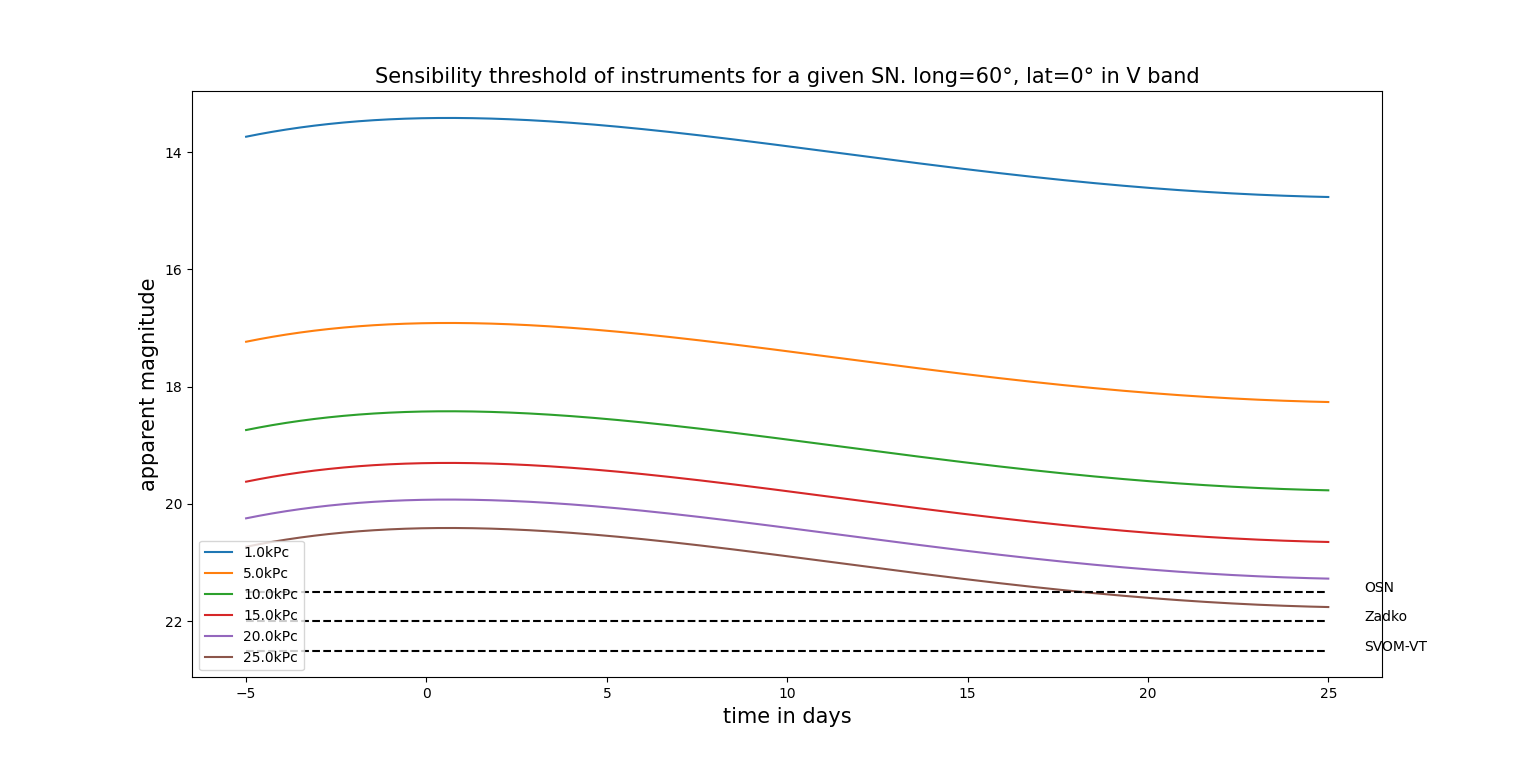 Sensibility threshold of instruments for a given SN. long=60°, lat=0° in V band
apparent magnitude
14
16
18
20
22
1.0kPc
5.0kPc
10.0kPc
15.0kPc
20.0kPc
25.0kPc
OSN
Zadko
SVOM-VT
−5
0
5
10
15
20
25
time in days